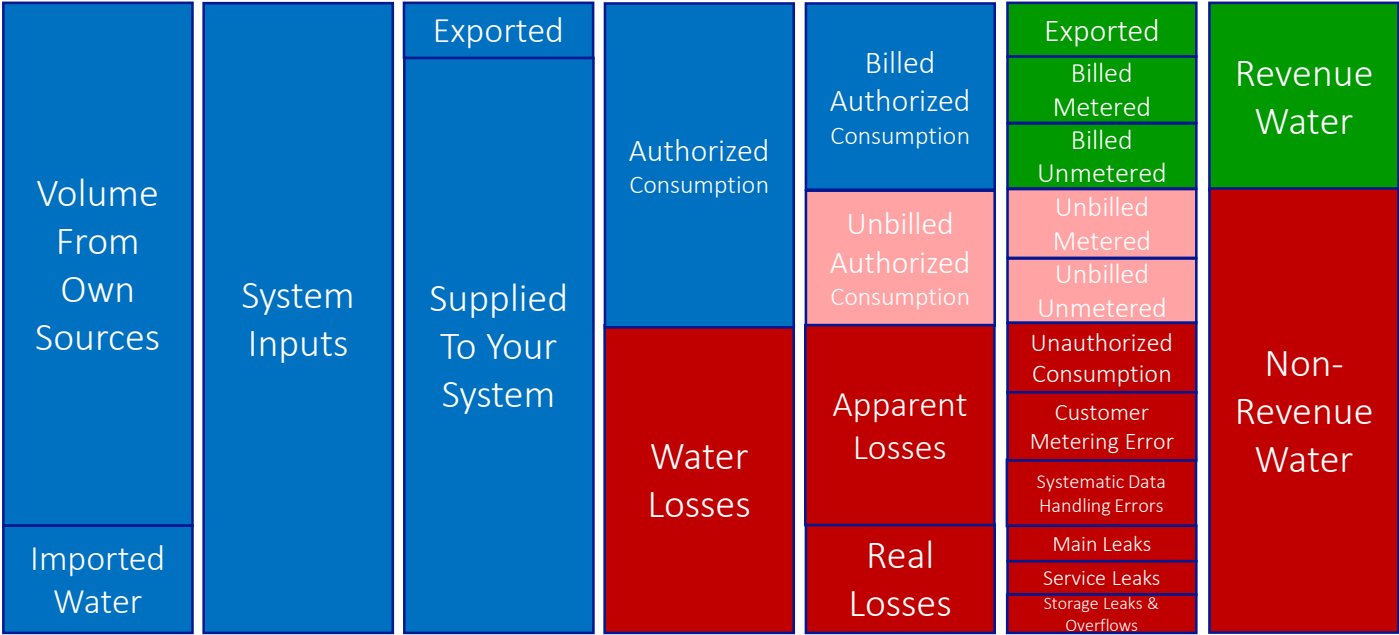 Volume
From
Own
Sources
Imported
Water
System
Inputs
Exported
Supplied
To Your
System
Authorized
Consumption
Water
Losses
Billed
Authorized
Consumption
Unbilled
Authorized
Consumption
Apparent
Losses
Real
Losses
Exported
Billed
Metered
Billed
Unmetered
Unbilled
Metered
Unbilled
Unmetered
Unauthorized
Consumption
Customer
Metering Error
Systematic Data
Handling Errors
Main Leaks
Service Leaks
Storage Leaks &
Overflows
Revenue
Water
Non-
Revenue
Water